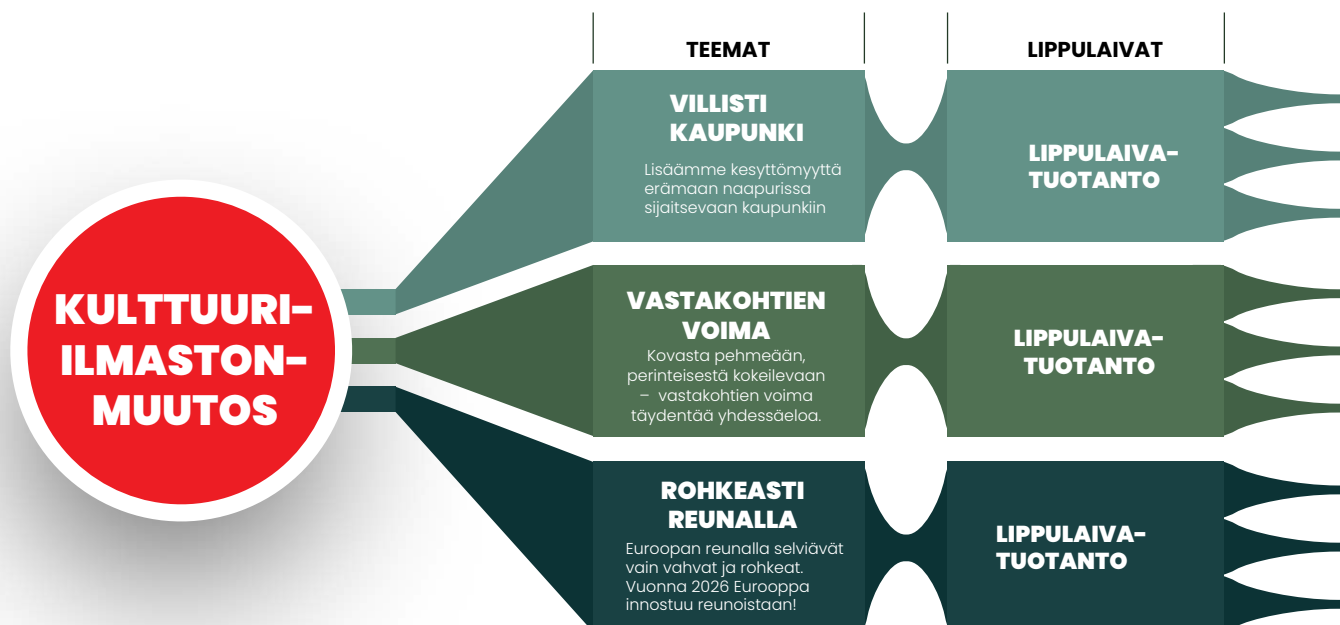 TEEMAT
LIPPULAIVAT
KULTTUURI-
ILMASTON-
MUUTOS
VILLISTI
KAUPUNKI
Lisäämme kesyttömyyttä
erämaan naapurissa
sijaitsevaan kaupunkiin
LIPPULAIVA-
TUOTANTO
VASTAKOHTIEN
VOIMA
Kovasta pehmeään,
perinteisestä kokeilevaan
– vastakohtien voima
täydentää yhdessäeloa.
LIPPULAIVA-
TUOTANTO
ROHKEASTI
REUNALLA
Euroopan reunalla selviävät
vain vahvat ja rohkeat.
Vuonna 2026 Eurooppa
innostuu reunoistaan!
LIPPULAIVA-
TUOTANTO